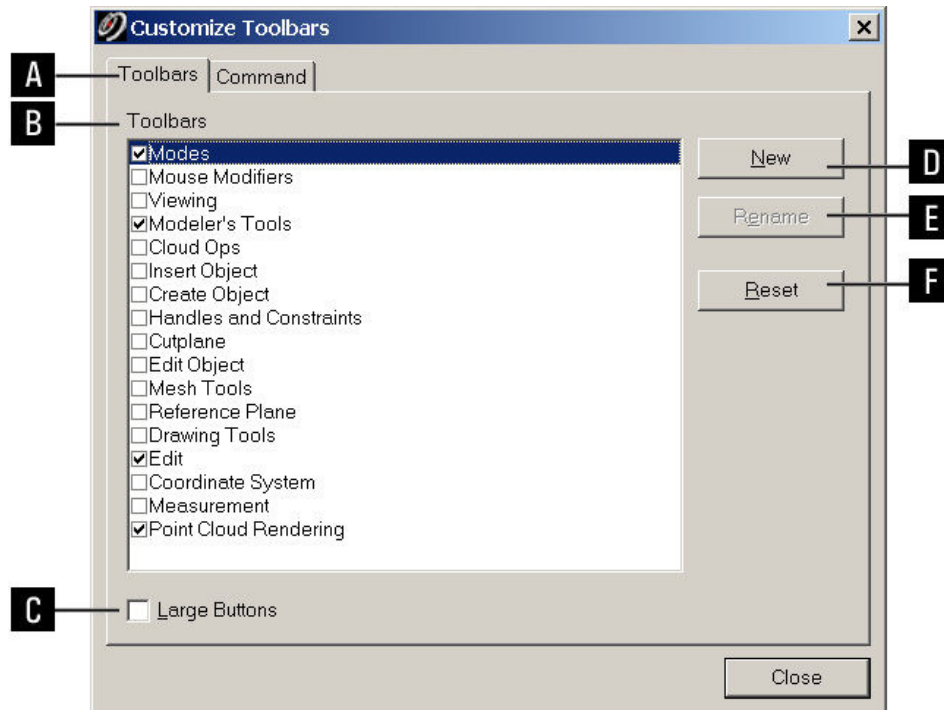 Customize Toolbars
A
Toolbars
Command
B
Toolbars
Modes
Mouse Modifiers
Viewing
Modeler's Tools
Cloud Ops
Insert Object
Create Object
Handles and Constraints
Cutplane
Edit Object
Mesh Tools
Reference Plane
Drawing Tools
Edit
Coordinate System
Measurement
Point Cloud Rendering
New
D
Rename
E
Reset
F
C
Large Buttons
Close